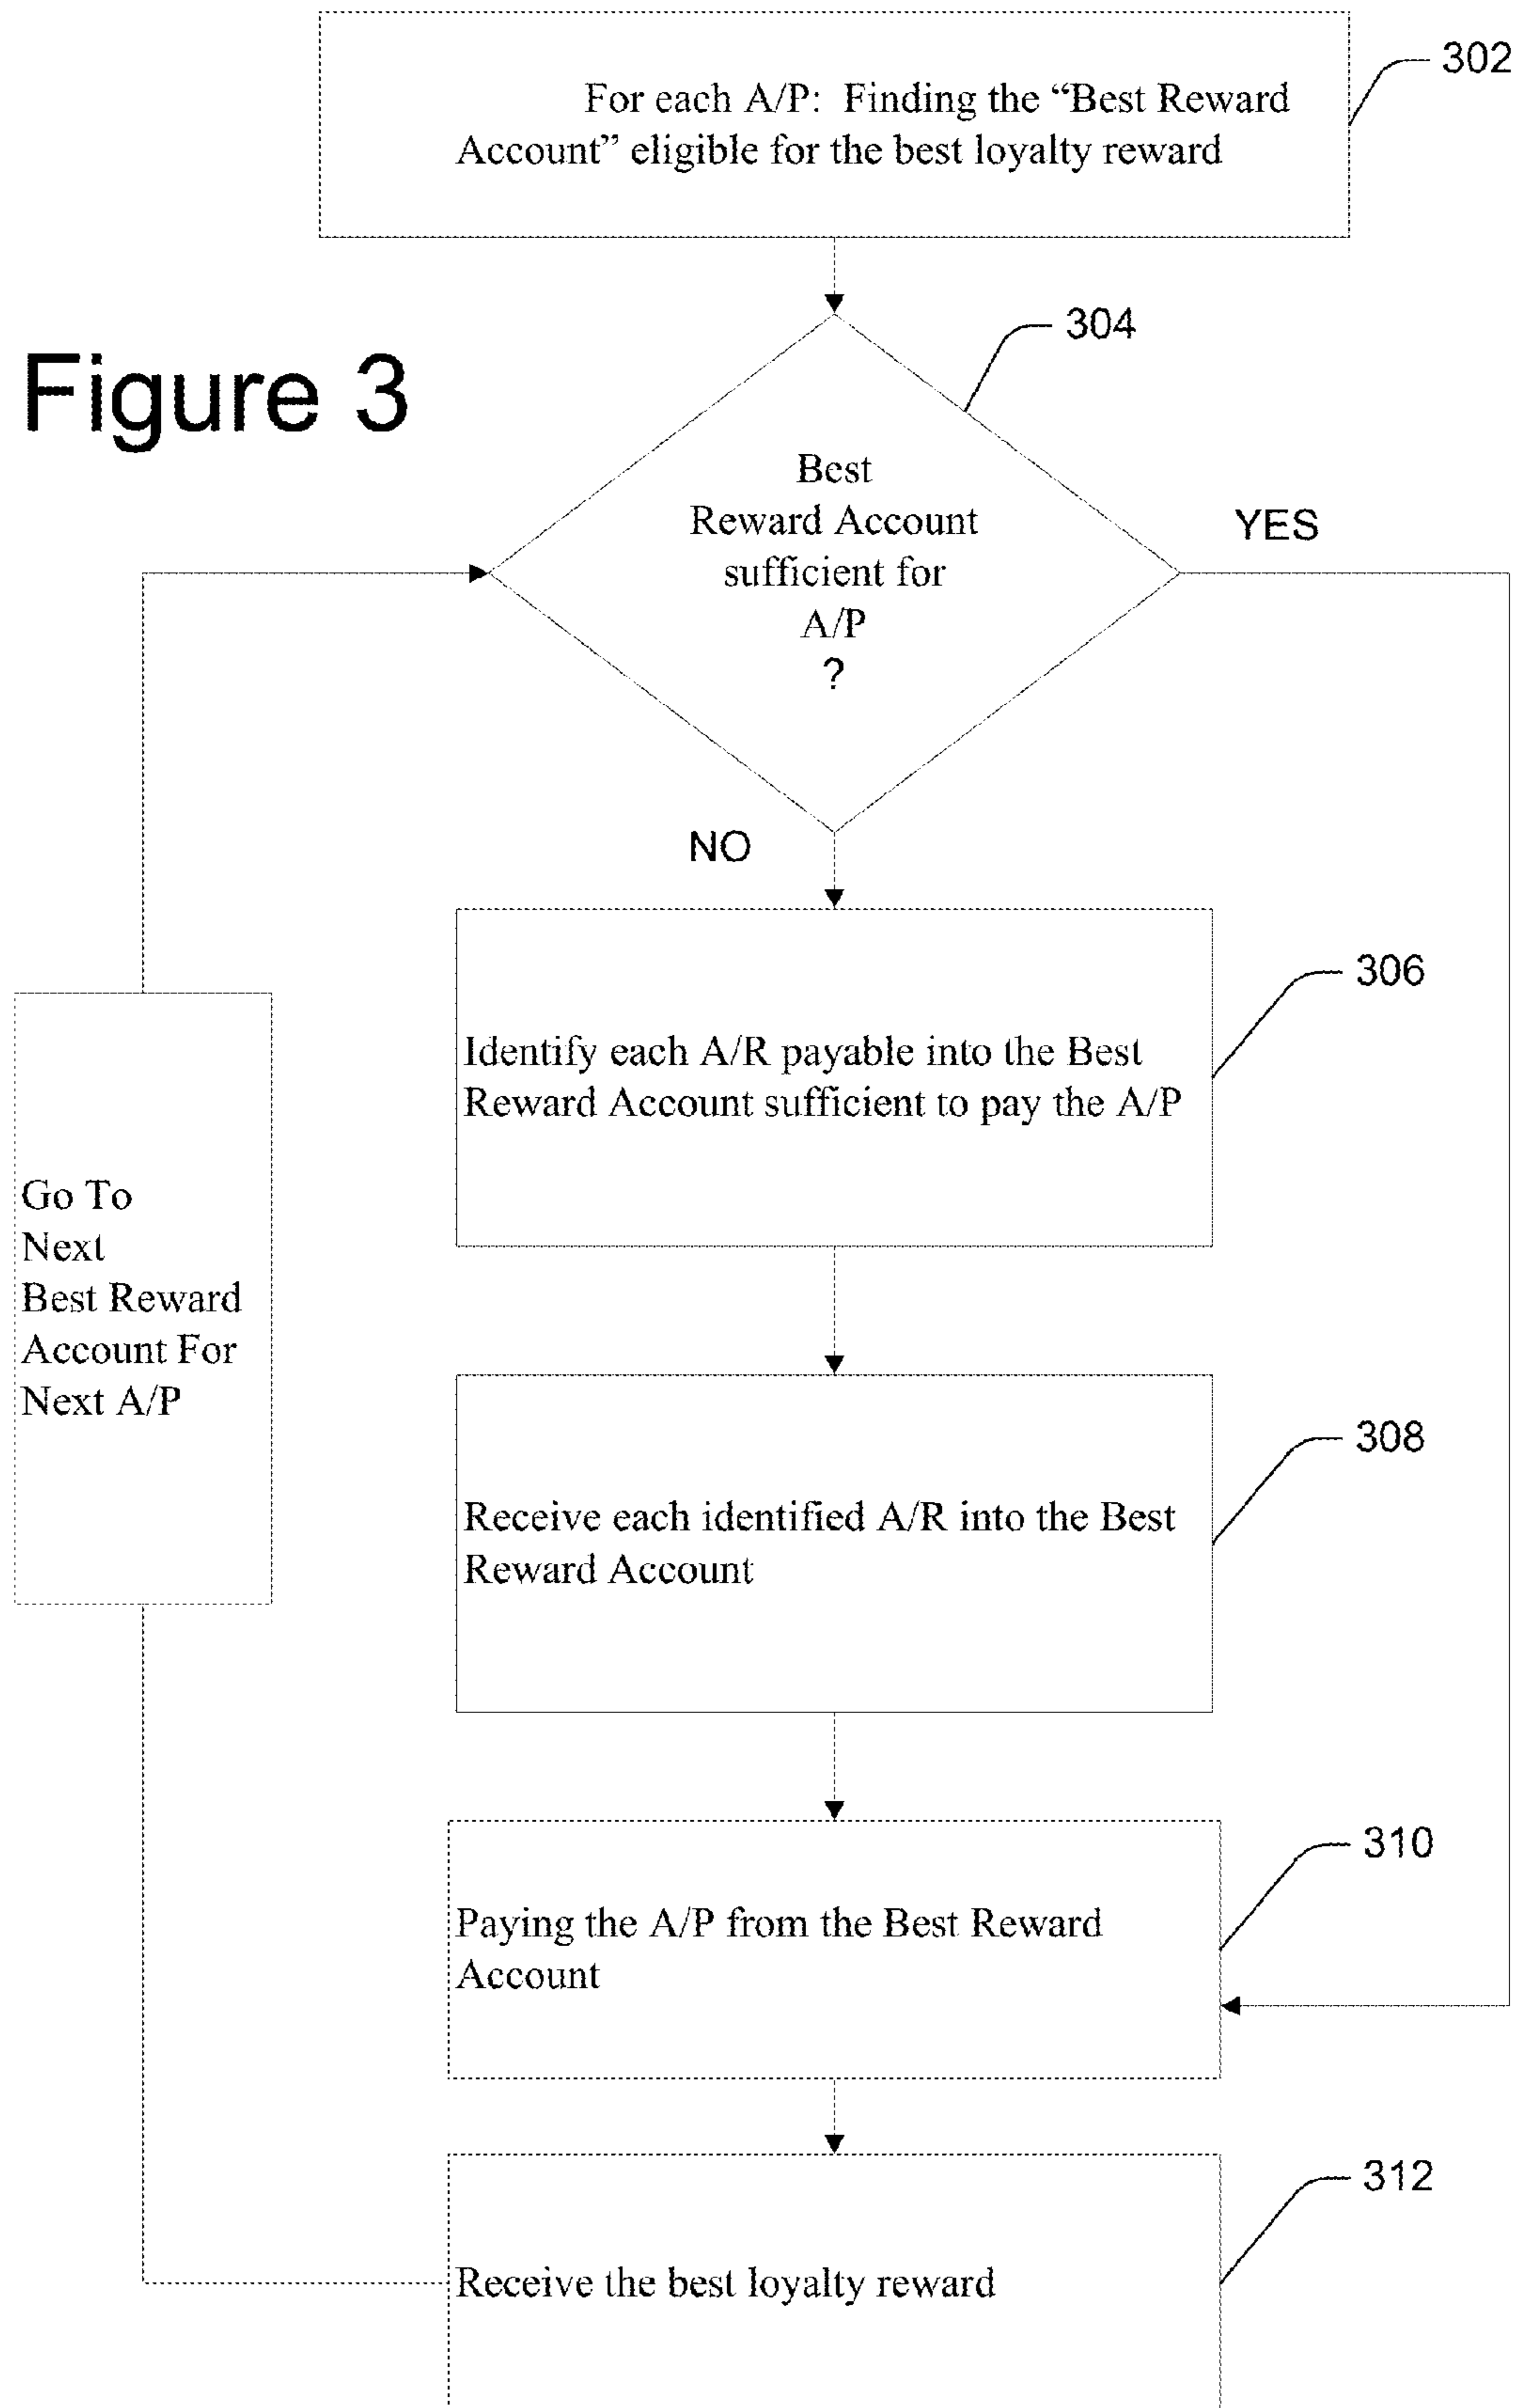 302
For each A/P: Finding the “Best Reward
Account” eligible for the best loyalty reward
304
Figure 3
Best
Reward Account
sufficient for
A/P
?
YES
NO
306
Identify each A/R payable into the Best
Reward Account sufficient to pay the A/P
Go To
Next
Best Reward
Account For
Next A/P
308
Receive each identified A/R into the Best
Reward Account
310
Paying the A/P from the Best Reward
Account
312
Receive the best loyalty reward